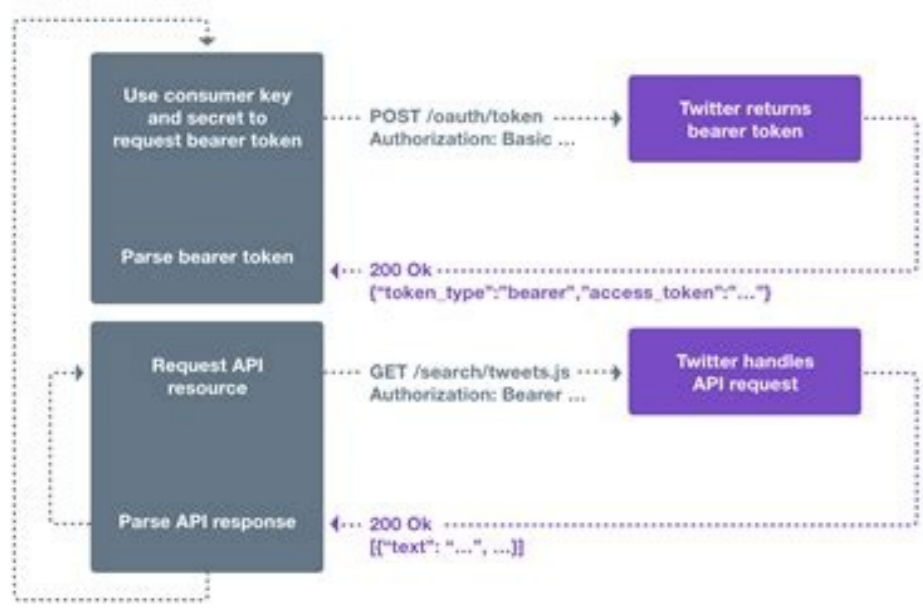 Use consumer key
and secret to
request bearer token
POST /oauth/token
Authorization: Basic ...
Twitter returns
bearer token
Parse bearer token
200 Ok
{“token_type":"bearer","access_token":"...”}
Request API
resource
GET /search/tweets.js
Authorization: Bearer ...
Twitter handles
API request
Parse API response
200 Ok
[{“text": “...”, ...}]